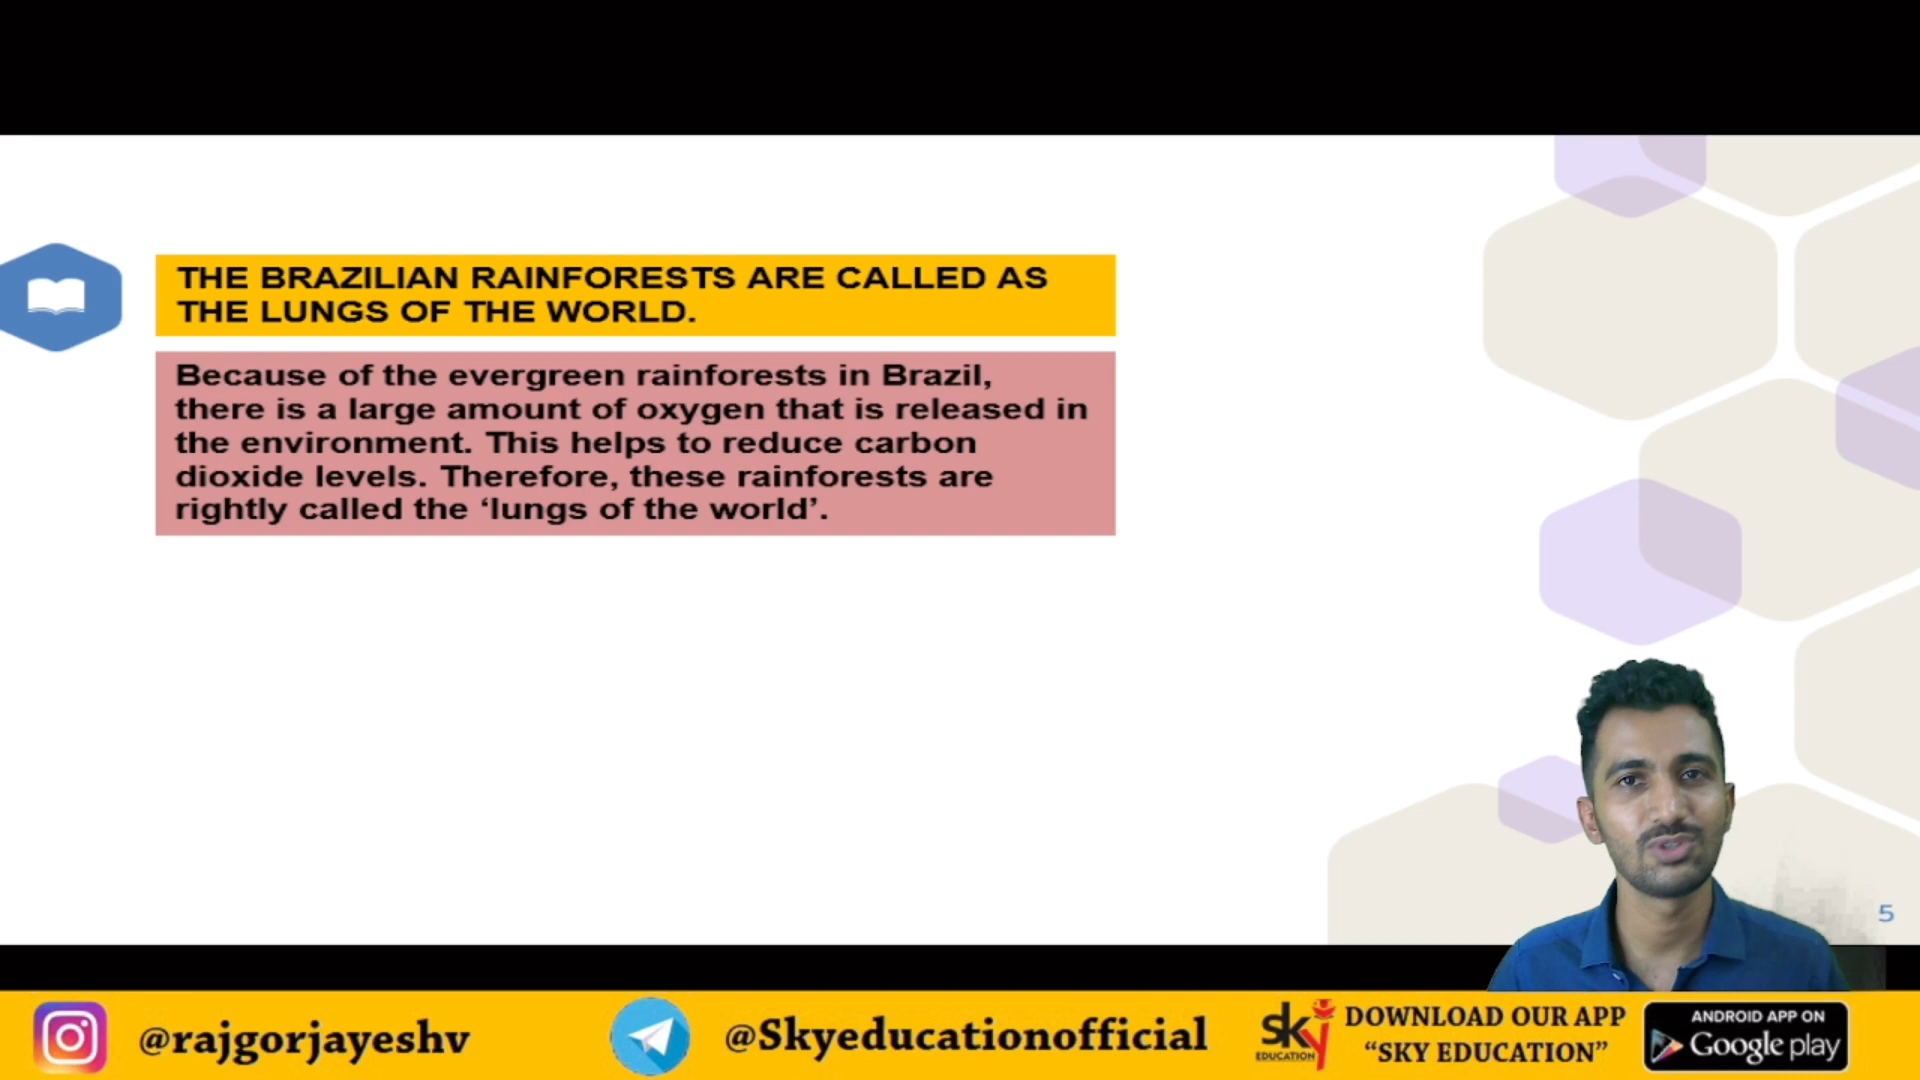 THE BRAZILIAN RAINFORESTS ARE CALLED AS
THE LUNGS OF THE WORLD.
Because of the evergreen rainforests in Brazil,
there is a large amount of oxygen that is released in
the environment. This helps to reduce carbon
dioxide levels. Therefore, these rainforests are
rightly called the ‘lungs of the world’.
5
@rajgorjayeshv
@Skyeducationofficial
sky
EDUCATION
DOWNLOAD OUR APP
“SKY EDUCATION”
ANDROID APP ON
Google play